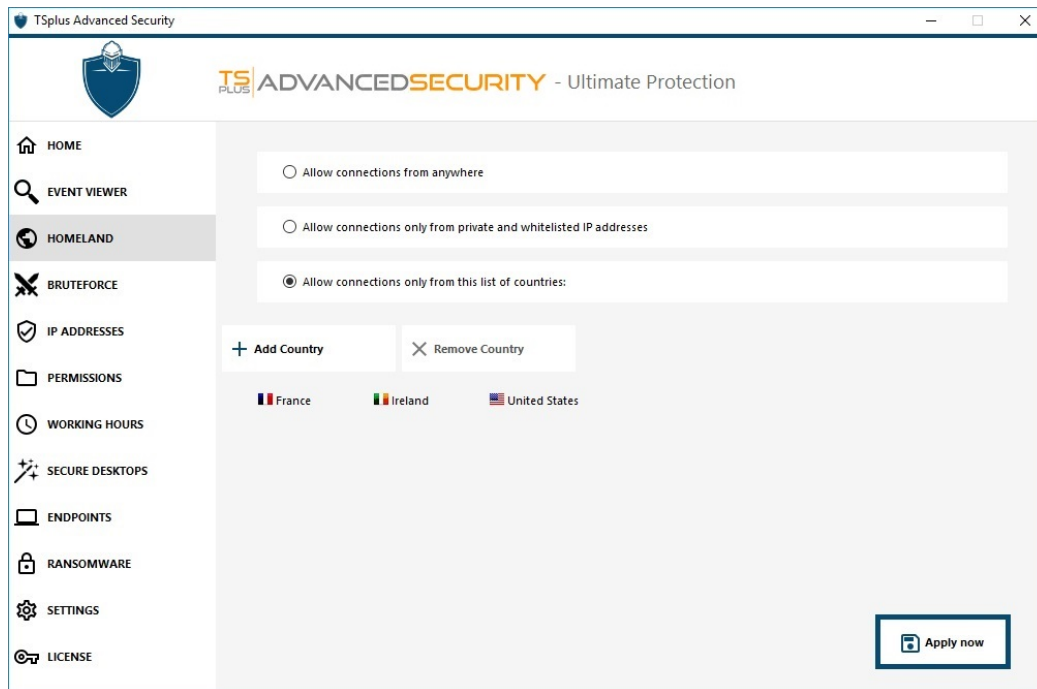 TSplus Advanced Security
TS PLUS ADVANCEDSECURITY - Ultimate Protection
HOME
EVENT VIEWER
HOMELAND
BRUTEFORCE
IP ADDRESSES
PERMISSIONS
WORKING HOURS
SECURE DESKTOPS
ENDPOINTS
RANSOMWARE
SETTINGS
LICENSE
Allow connections from anywhere
Allow connections only from private and whitelisted IP addresses
Allow connections only from this list of countries:
Add Country Remove Country
France Ireland United States
Apply now